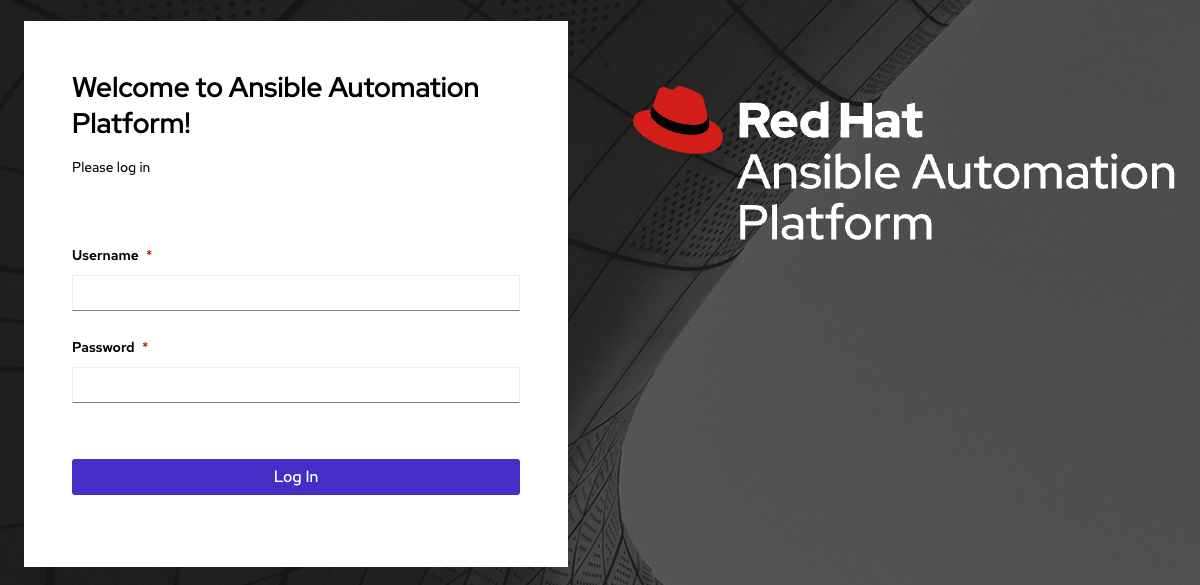 Welcome to Ansible Automation
Platform!
Please log in
Username *
Password *
Log In
Red Hat
Ansible Automation
Platform